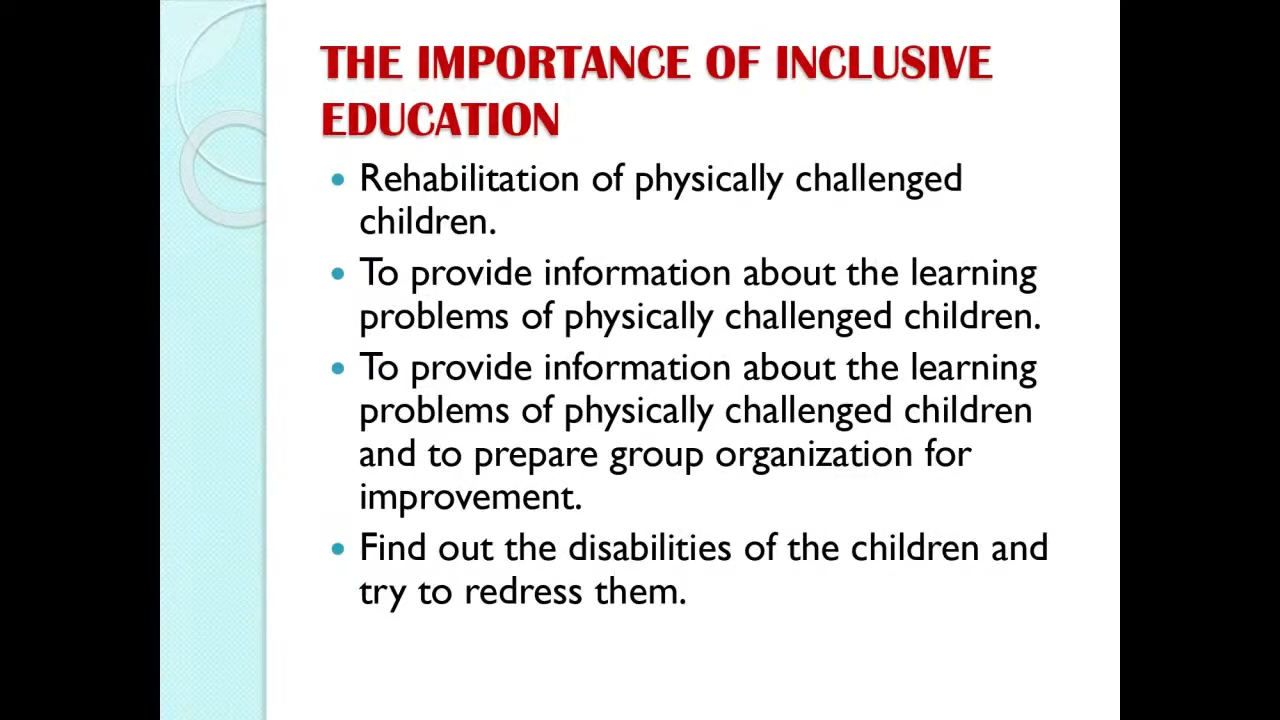 THE IMPORTANCE OF INCLUSIVE
EDUCATION
• Rehabilitation of physically challenged
children.
• To provide information about the learning
problems of physically challenged children.
• To provide information about the learning
problems of physically challenged children
and to prepare group organization for
improvement.
• Find out the disabilities of the children and
try to redress them.